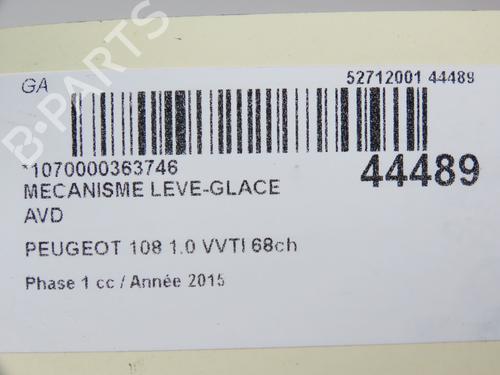 GA
52712001 44489
*1070000363746
44489
MECANISME LEVE-GLACE
AVD
PEUGEOT 108 1.0 VVTI 68ch
Phase 1 cc / Année 2015
B-PARTS